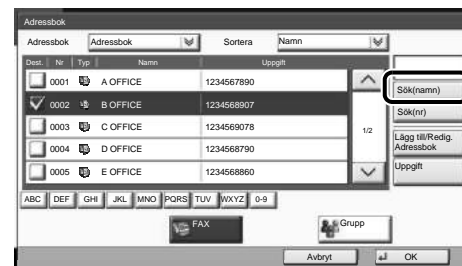 Adressbok
Adressbok Adressbok Sortera Namn
Dest. Nr Typ Namn Uppgift
0001 A OFFICE 1234567890
0002 B OFFICE 1234568907
0003 C OFFICE 1234569078
0004 D OFFICE 1234568790
0005 E OFFICE 1234568860
1/2
Sök(namn)
Sök(nr)
Lägg till/Redig.
Adressbok
Uppgift
ABC DEF GHI JKL MNO PQRS TUV WXYZ 0-9
FAX Grupp
Avbryt OK